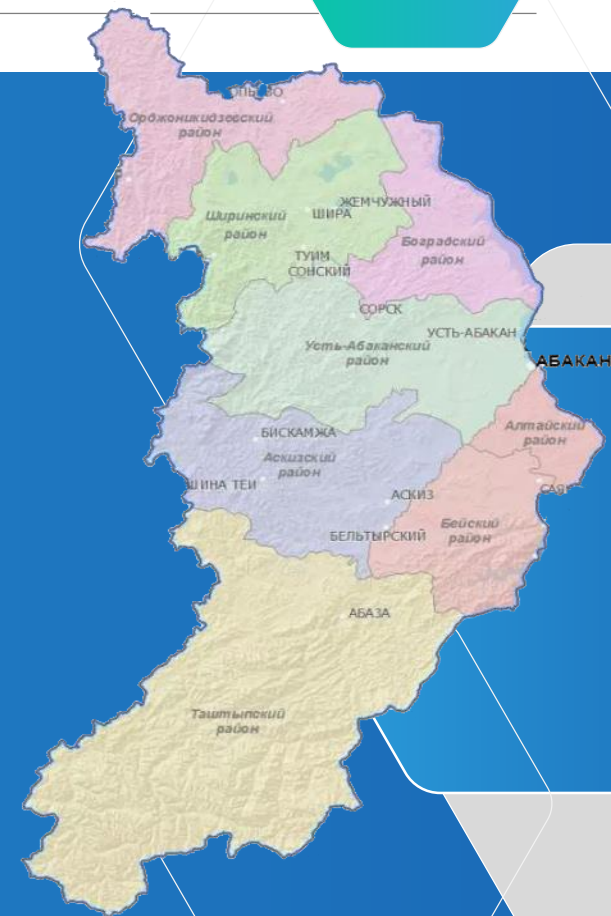 Орджоникидзевский
район
ЖЕМЧУЖНЫЙ
ШИРА
Ширинский
район
Боградский
район
ТУИМ
СОНСКИЙ
СОРСК
УСТЬ-АБАКАН
Усть-Абаканский
район
АБАКАН
Алтайский
район
БИСКАМЖА
Аскизский
район
ШИНА ТЕИ
АСКИЗ
БЕЛЬТЫРСКИЙ
Бейский
район
АБАЗА
Таштыпский
район